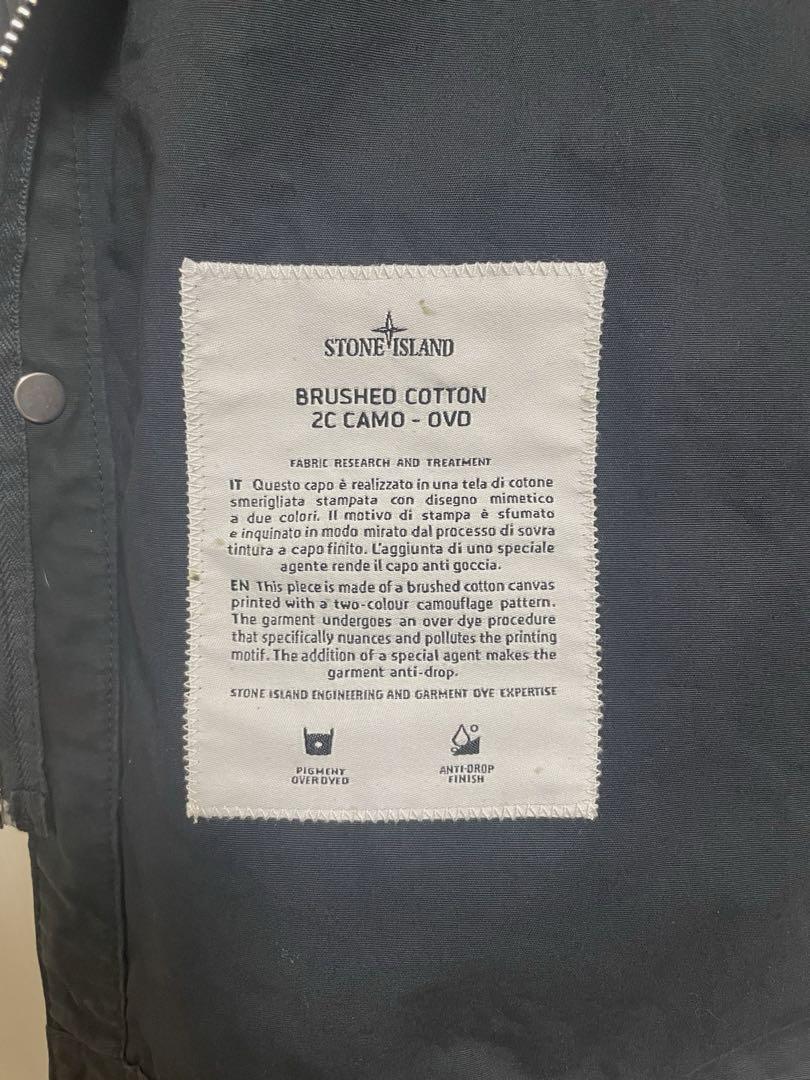 STONE ISLAND
BRUSHED COTTON
2C CAMO - OVD
FABRIC RESEARCH AND TREATMENT
IT Questo capo è realizzato in una tela di cotone
smerigliata stampata con disegno mimetico
a due colori. Il motivo di stampa è sfumato
e inquinato in modo mirato dal processo di sovra
tintura a capo finito. L'aggiunta di uno speciale
agente rende il capo anti goccia.
EN This piece is made of a brushed cotton canvas
printed with a two-colour camouflage pattern.
The garment undergoes an over dye procedure
that specifically nuances and pollutes the printing
motif. The addition of a special agent makes the
garment anti-drop.
STONE ISLAND ENGINEERING AND GARMENT DYE EXPERTISE
PIGMENT
OVERDYED
ANTI-DROP
FINISH